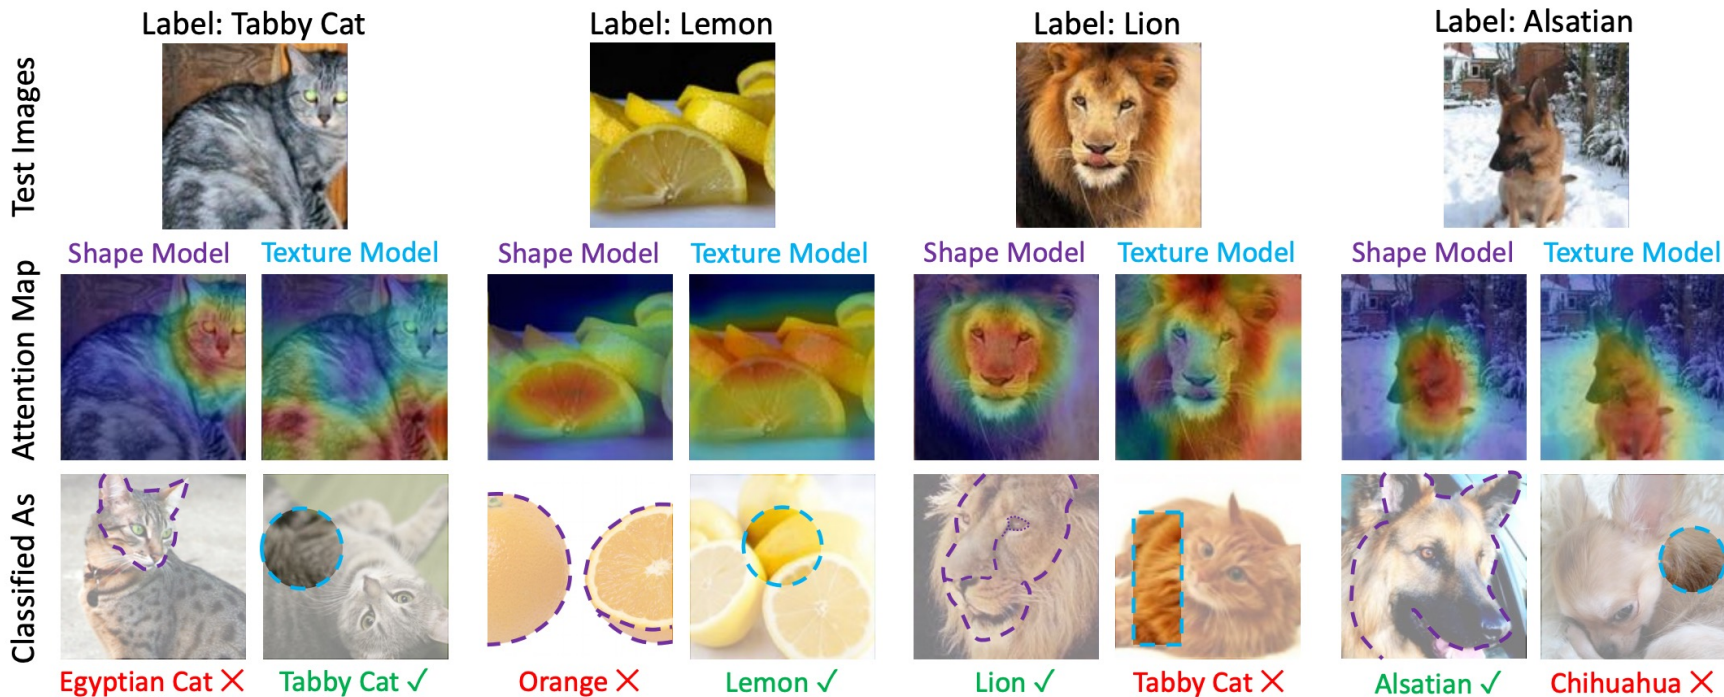 Label: Tabby Cat
Label: Lemon
Label: Lion
Label: Alsatian
Test Images
Shape Model
Texture Model
Shape Model
Texture Model
Shape Model
Texture Model
Shape Model
Texture Model
Attention Map
Classified As
Egyptian Cat ✕
Tabby Cat ✓
Orange ✕
Lemon ✓
Lion ✓
Tabby Cat ✕
Alsatian ✓
Chihuahua ✕